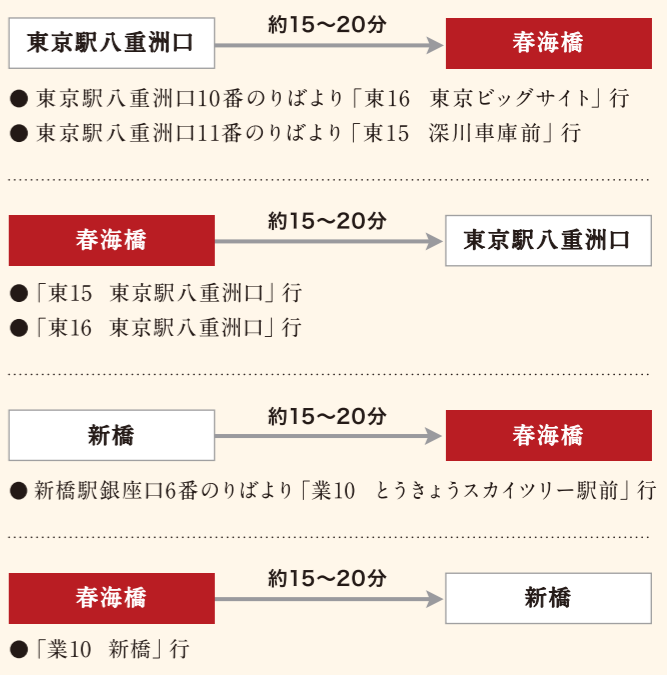 約15〜20分
東京駅八重洲口 春海橋
● 東京駅八重洲口10番のりばより「東16 東京ビッグサイト」行
● 東京駅八重洲口11番のりばより「東15 深川車庫前」行
約15〜20分
春海橋 東京駅八重洲口
● 「東15 東京駅八重洲口」行
● 「東16 東京駅八重洲口」行
約15〜20分
新橋 春海橋
● 新橋駅銀座口6番のりばより「業10 とうきょうスカイツリー駅前」行
約15〜20分
春海橋 新橋
● 「業10 新橋」行